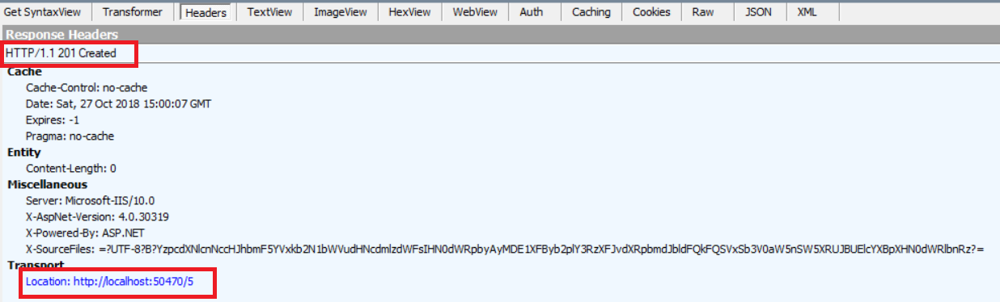 Get SyntaxView Transformer Headers TextView ImageView HexView WebView Auth Caching Cookies Raw JSON XML
Response Headers
HTTP/1.1 201 Created
Cache
Cache-Control: no-cache
Date: Sat, 27 Oct 2018 15:00:07 GMT
Expires: -1
Pragma: no-cache
Entity
Content-Length: 0
Miscellaneous
Server: Microsoft-IIS/10.0
X-AspNet-Version: 4.0.30319
X-Powered-By: ASP.NET
X-SourceFiles: =?UTF-8?B?YzpcdXNlcnNccHJhbmF5YVxkb2N1bWVudHNcdmlzdWFsIHN0dWRpbyAyMDE1XFByb2plY3RzXFJvdXRpbmdJbldFQkFQSVxSb3V0aW5nSW5XRUJBUElcYXBpXHN0dWRlbnRz?=
Transport
Location: http://localhost:50470/5